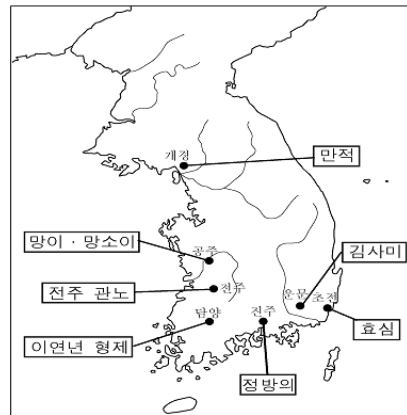 개경
만적
망이·망소이
공주
김사미
전주 관노
전주
운문
초전
담양
진주
효심
이연년 형제
정방의